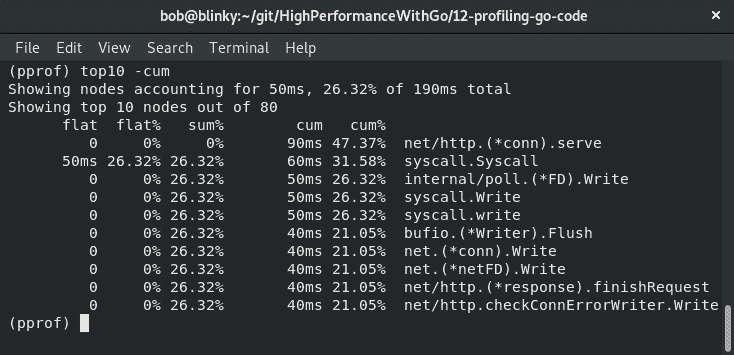 bob@blinky:~/git/HighPerformanceWithGo/12-profiling-go-code ×
File Edit View Search Terminal Help
(pprof) top10 -cum
Showing nodes accounting for 50ms, 26.32% of 190ms total
Showing top 10 nodes out of 80
flat flat% sum% cum cum%
0 0% 0% 90ms 47.37% net/http.(*conn).serve
50ms 26.32% 26.32% 60ms 31.58% syscall.Syscall
0 0% 26.32% 50ms 26.32% internal/poll.(*FD).Write
0 0% 26.32% 50ms 26.32% syscall.Write
0 0% 26.32% 50ms 26.32% syscall.write
0 0% 26.32% 40ms 21.05% bufio.(*Writer).Flush
0 0% 26.32% 40ms 21.05% net.(*conn).Write
0 0% 26.32% 40ms 21.05% net.(*netFD).Write
0 0% 26.32% 40ms 21.05% net/http.(*response).finishRequest
0 0% 26.32% 40ms 21.05% net/http.checkConnErrorWriter.Write
(pprof)